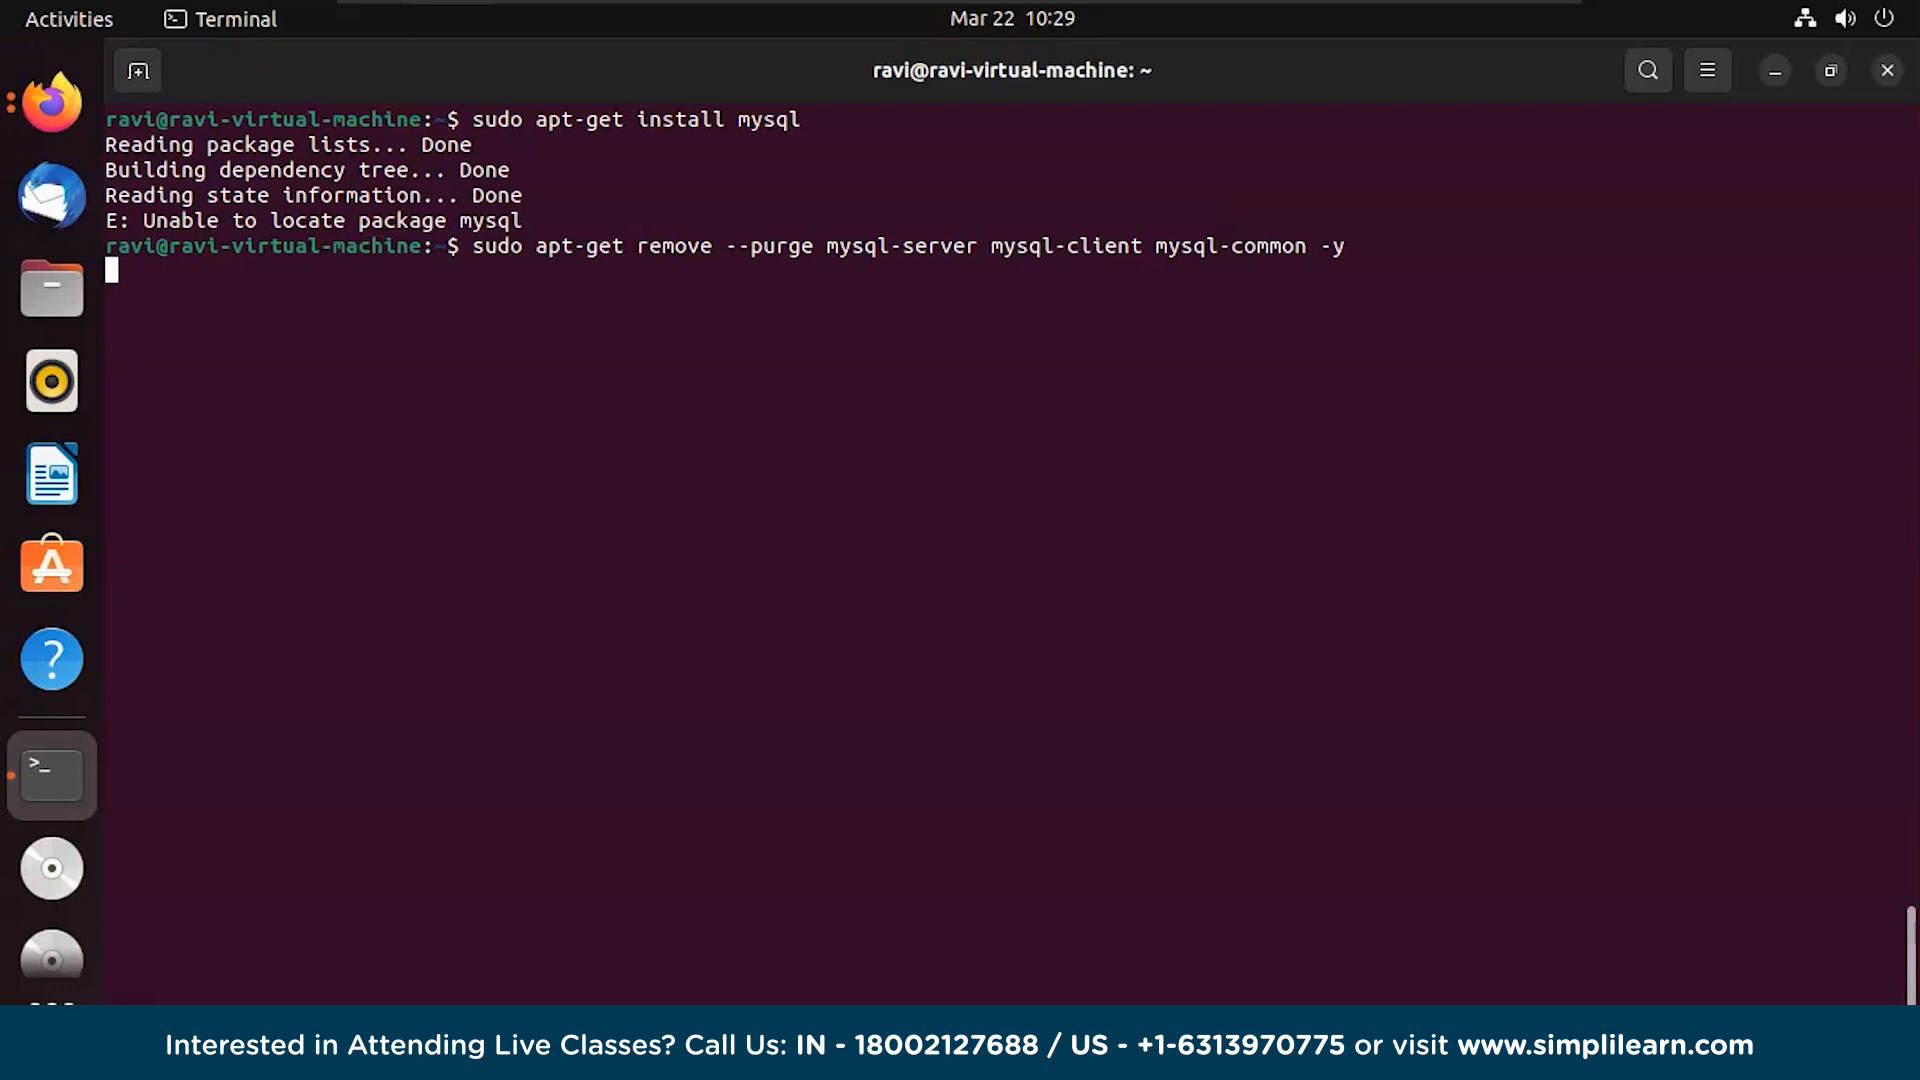 Activities
Terminal
Mar 22 10:29
ravi@ravi-virtual-machine: ~
ravi@ravi-virtual-machine:~$ sudo apt-get install mysql
Reading package lists... Done
Building dependency tree... Done
Reading state information... Done
E: Unable to locate package mysql
ravi@ravi-virtual-machine:~$ sudo apt-get remove --purge mysql-server mysql-client mysql-common -y
Interested in Attending Live Classes? Call Us: IN - 18002127688 / US - +1-6313970775 or visit www.simplilearn.com